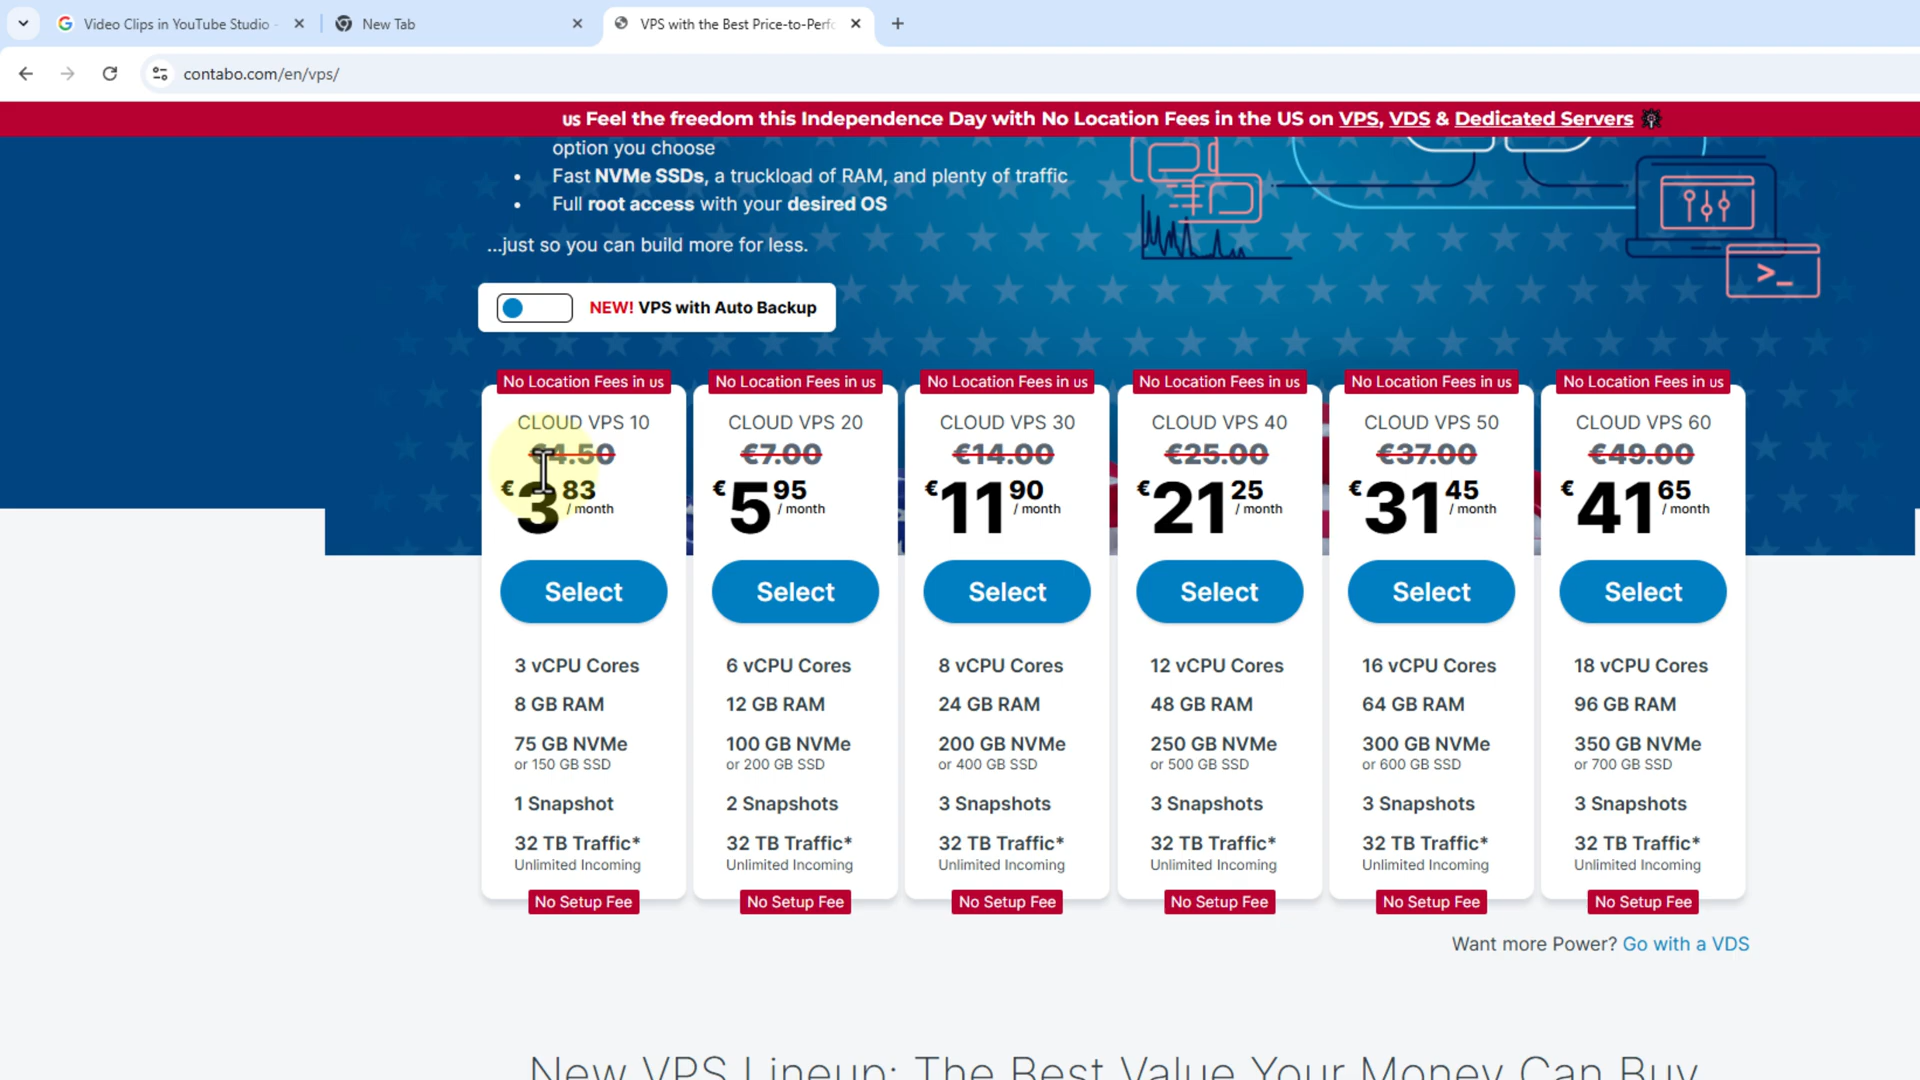 Video Clips in YouTube Studio
New Tab
VPS with the Best Price-to-Perfo
contabo.com/en/vps/
us Feel the freedom this Independence Day with No Location Fees in the US on VPS, VDS & Dedicated Servers
option you choose
• Fast NVMe SSDs, a truckload of RAM, and plenty of traffic
• Full root access with your desired OS
...just so you can build more for less.
NEW! VPS with Auto Backup
No Location Fees in us
CLOUD VPS 10
€4.50
€3.83 / month
Select
3 vCPU Cores
8 GB RAM
75 GB NVMe
or 150 GB SSD
1 Snapshot
32 TB Traffic*
Unlimited Incoming
No Setup Fee
No Location Fees in us
CLOUD VPS 20
€7.00
€5.95 / month
Select
6 vCPU Cores
12 GB RAM
100 GB NVMe
or 200 GB SSD
2 Snapshots
32 TB Traffic*
Unlimited Incoming
No Setup Fee
No Location Fees in us
CLOUD VPS 30
€14.00
€11.90 / month
Select
8 vCPU Cores
24 GB RAM
200 GB NVMe
or 400 GB SSD
3 Snapshots
32 TB Traffic*
Unlimited Incoming
No Setup Fee
No Location Fees in us
CLOUD VPS 40
€25.00
€21.25 / month
Select
12 vCPU Cores
48 GB RAM
250 GB NVMe
or 500 GB SSD
3 Snapshots
32 TB Traffic*
Unlimited Incoming
No Setup Fee
No Location Fees in us
CLOUD VPS 50
€37.00
€31.45 / month
Select
16 vCPU Cores
64 GB RAM
300 GB NVMe
or 600 GB SSD
3 Snapshots
32 TB Traffic*
Unlimited Incoming
No Setup Fee
No Location Fees in us
CLOUD VPS 60
€49.00
€41.65 / month
Select
18 vCPU Cores
96 GB RAM
350 GB NVMe
or 700 GB SSD
3 Snapshots
32 TB Traffic*
Unlimited Incoming
No Setup Fee
Want more Power? Go with a VDS
New VPS Lineup: The Best Value Your Money Can Buy